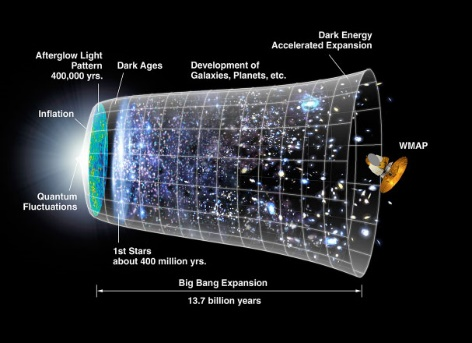 Dark Energy
Accelerated Expansion
Afterglow Light
Pattern
400,000 yrs.
Dark Ages
Development of
Galaxies, Planets, etc.
Inflation
WMAP
Quantum
Fluctuations
1st Stars
about 400 million yrs.
Big Bang Expansion
13.7 billion years